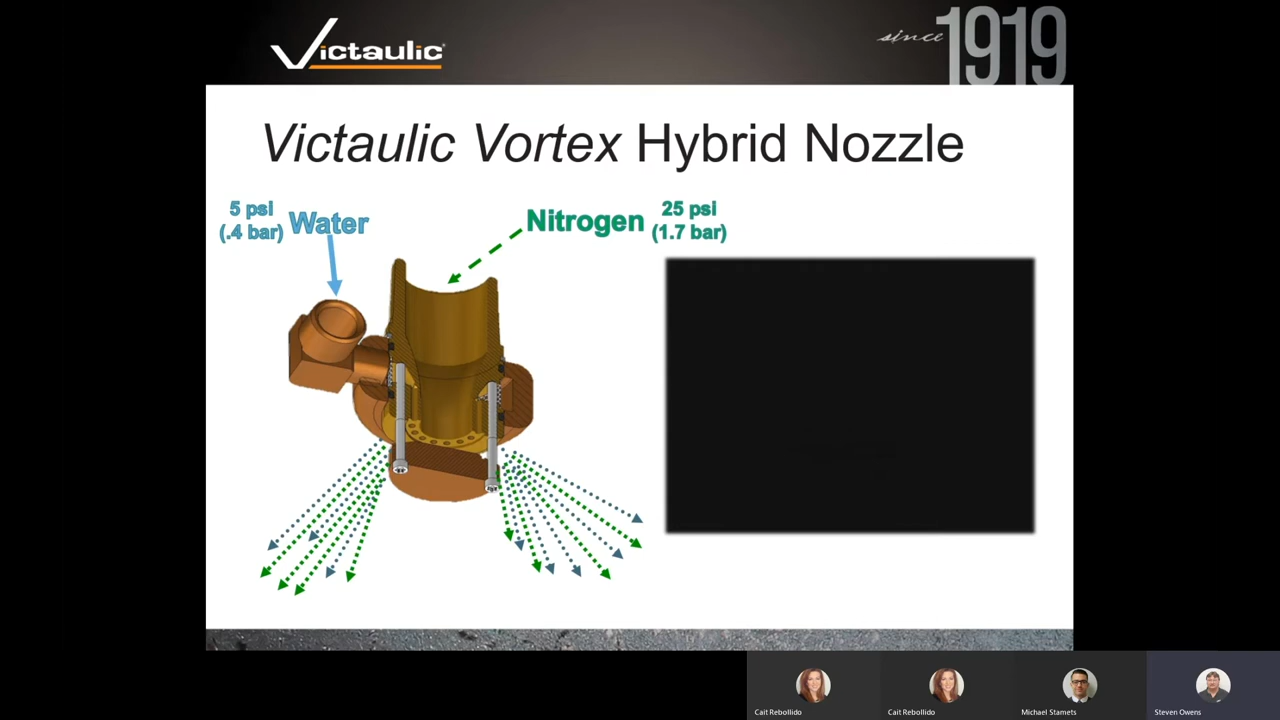 Victaulic
since 1919
Victaulic Vortex Hybrid Nozzle
5 psi
(.4 bar)
Water
Nitrogen
25 psi
(1.7 bar)
Cait Rebollido
Cait Rebollido
Michael Stamets
Steven Owens